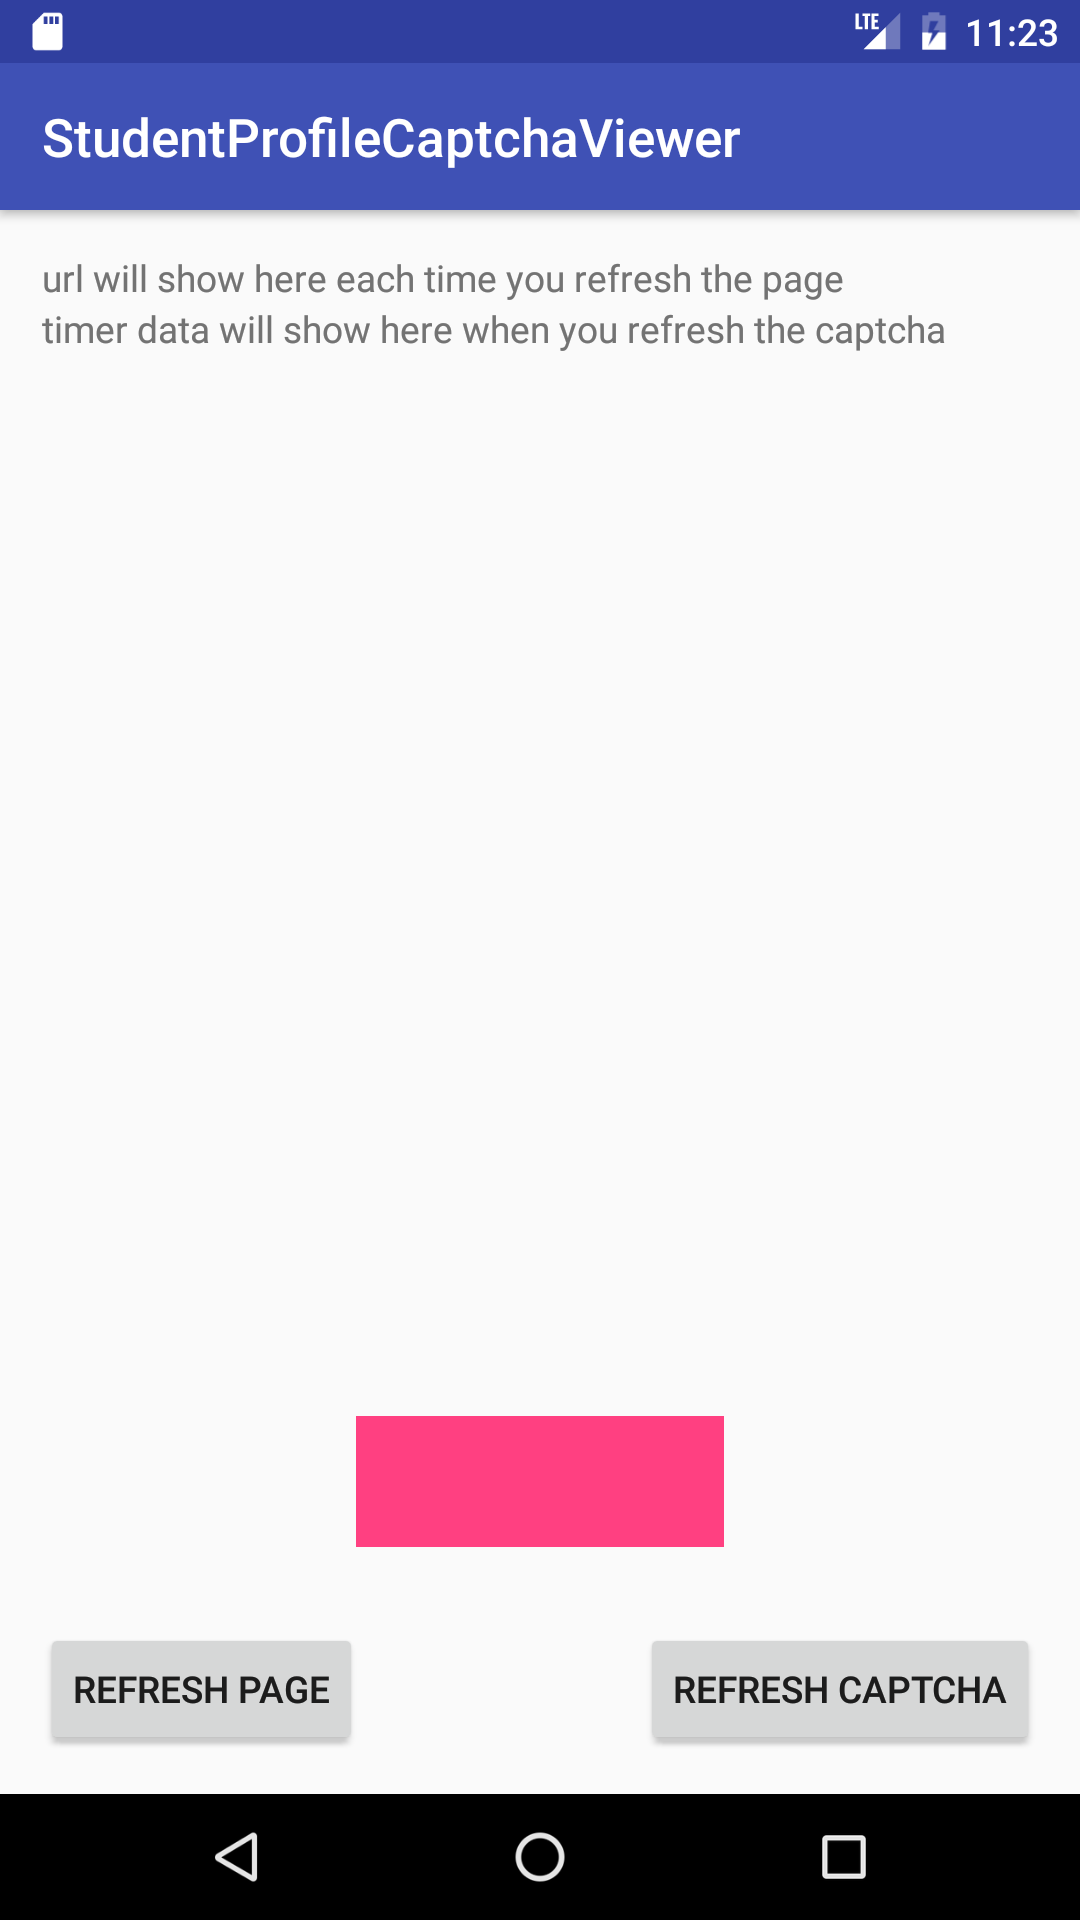 LTE 11:23
StudentProfileCaptchaViewer
url will show here each time you refresh the page
timer data will show here when you refresh the captcha
REFRESH PAGE
REFRESH CAPTCHA